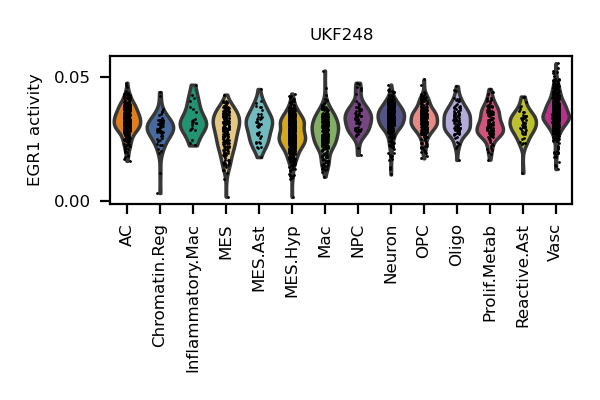 UKF248
EGR1 activity
0.05
0.00
AC
Chromatin.Reg
Inflammatory.Mac
MES
MES.Ast
MES.Hyp
Mac
NPC
Neuron
OPC
Oligo
Prolif.Metab
Reactive.Ast
Vasc